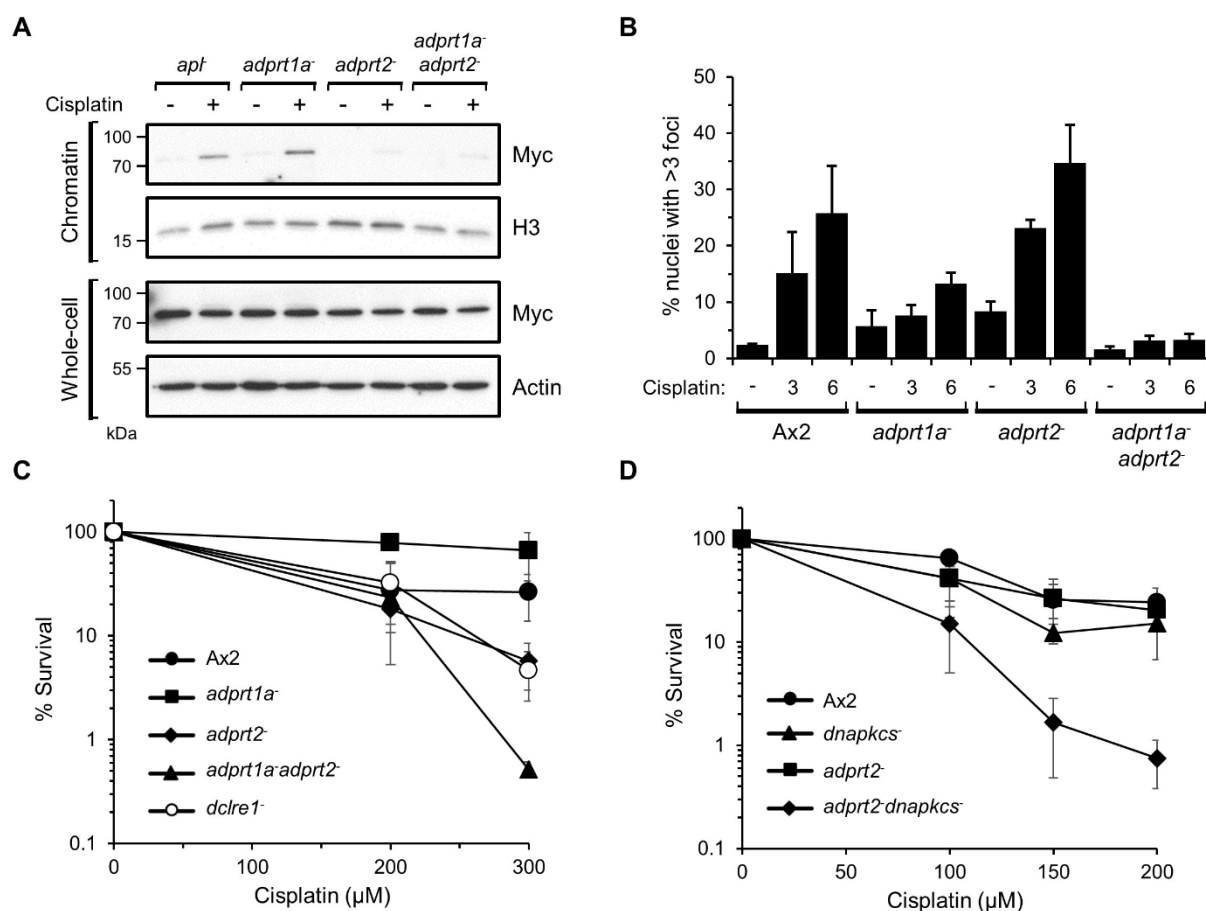 A
adprt1a-
apl- adprt1a- adprt2- adprt2-
Cisplatin - + - + - + - +
Chromatin
100
70
Myc
15
H3
Whole-cell
100
70
Myc
55
Actin
kDa
B
% nuclei with >3 foci
50
40
30
20
10
0
Cisplatin: - 3 6 - 3 6 - 3 6 - 3 6
Ax2 adprt1a- adprt2- adprt1a-
adprt2-
C
% Survival
100
10
1
0.1
Ax2
adprt1a-
adprt2-
adprt1a-adprt2-
dclre1-
0 100 200 300
Cisplatin (µM)
D
% Survival
100
10
1
0.1
Ax2
dnapkcs-
adprt2-
adprt2-dnapkcs-
0 50 100 150 200
Cisplatin (µM)